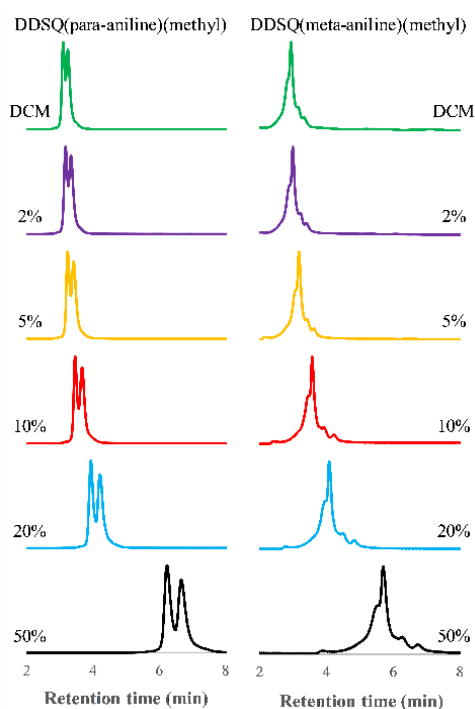 DDSQ(para-aniline)(methyl) DDSQ(meta-aniline)(methyl)
DCM DCM
2% 2%
5% 5%
10% 10%
20% 20%
50% 50%
2 4 6 8 2 4 6 8
Retention time (min) Retention time (min)